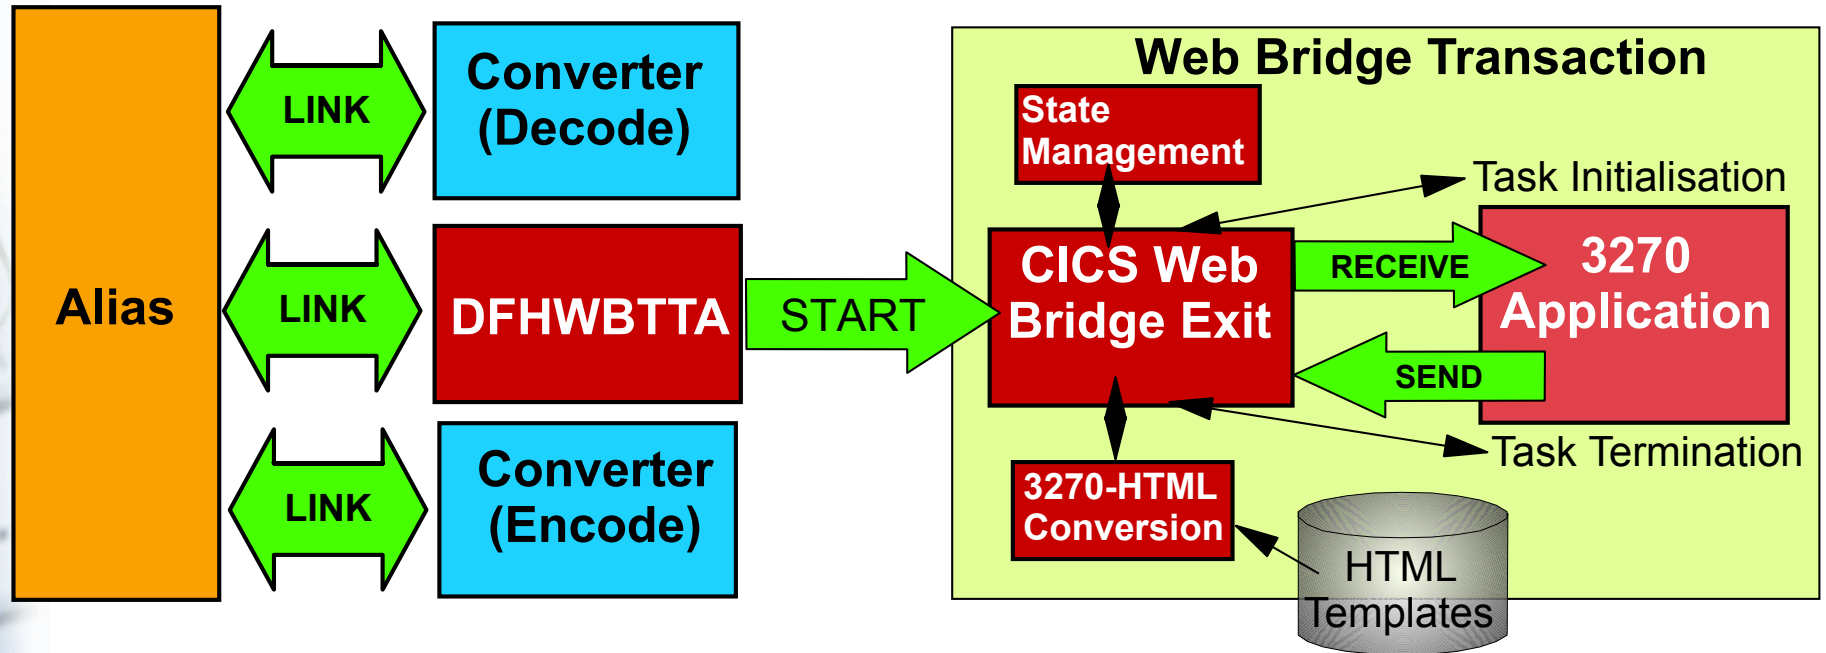 Alias
LINK
Converter
(Decode)
LINK
DFHWBTTA
START
LINK
Converter
(Encode)
Web Bridge Transaction
State
Management
Task Initialisation
CICS Web
Bridge Exit
RECEIVE
3270
Application
SEND
Task Termination
3270-HTML
Conversion
HTML
Templates